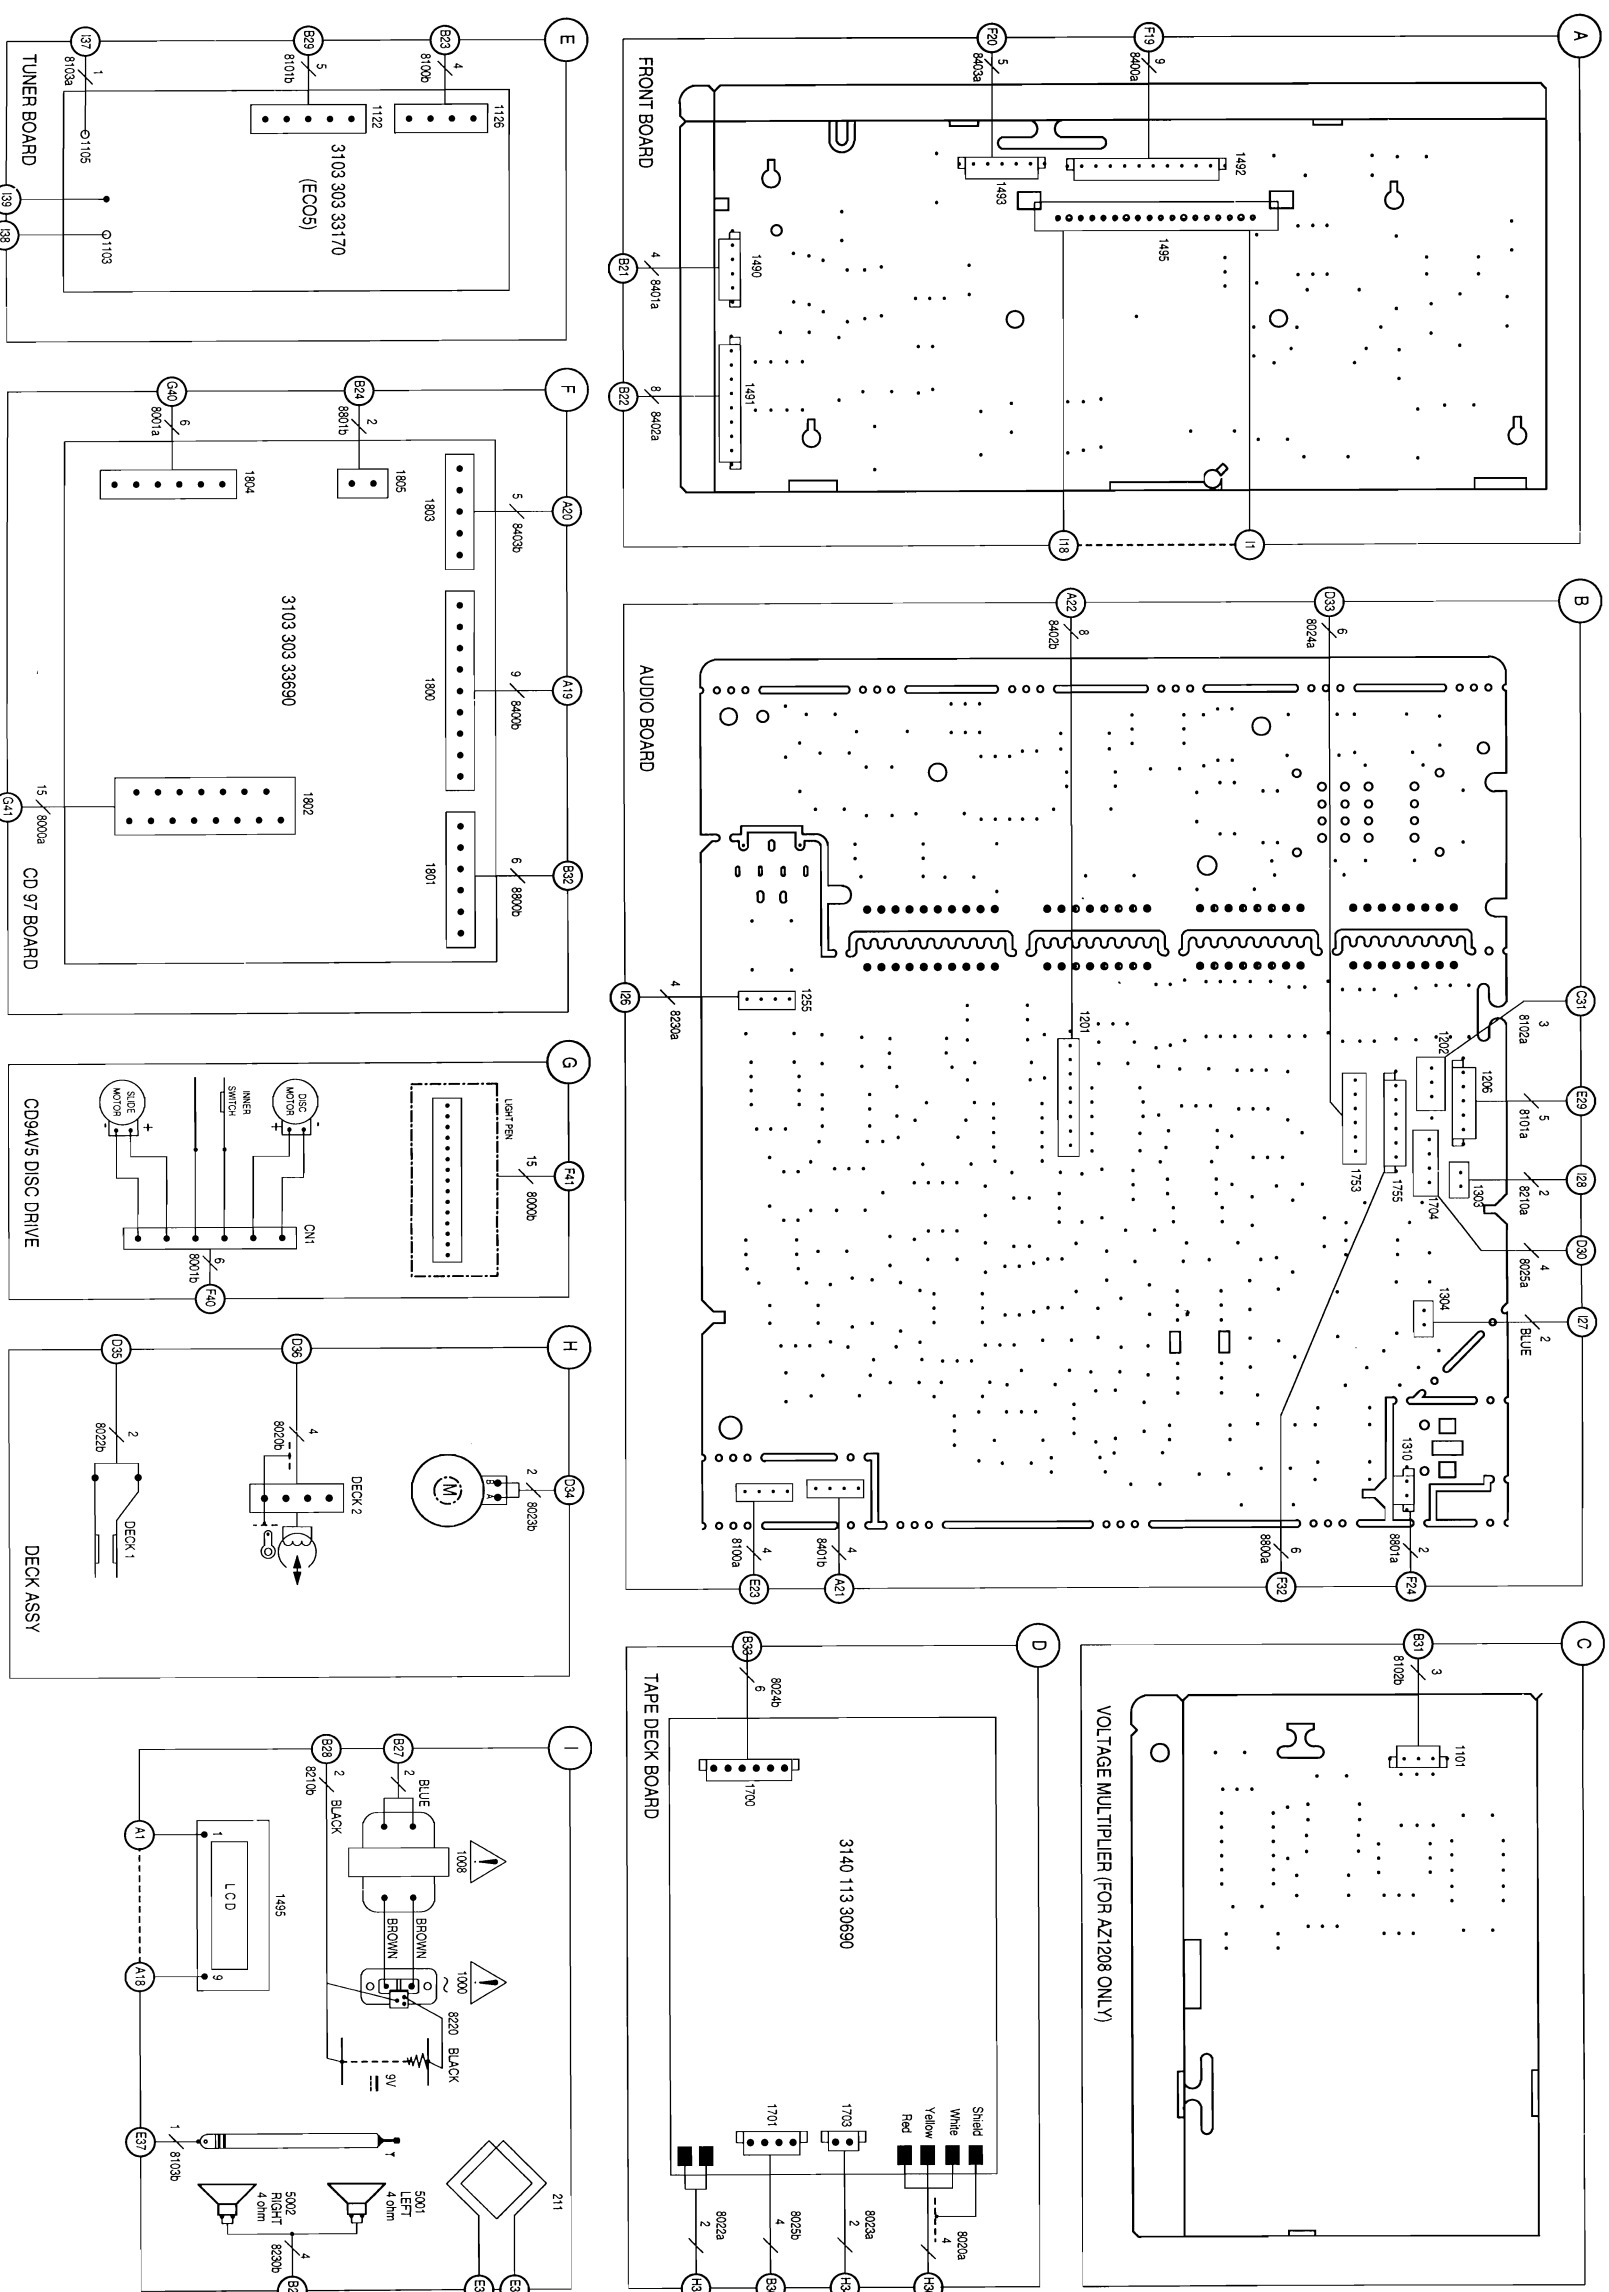 A
F19
9
8400a
F20
5
8403a
FRONT BOARD
1492
1493
1495
1490
1491
B21
4
8401a
B22
8
8402a
I18
I1
B
D33
6
8024a
A22
8
8402b
AUDIO BOARD
C31
3
8102a
E29
5
8101a
I28
2
8210a
D30
4
8025a
I27
2
BLUE
1202
1206
1303
1704
1755
1753
1304
1201
1255
I26
4
8230a
1310
8801a
2
F24
8800a
6
F32
8401b
4
A21
8100a
4
E23
C
B31
3
8102b
1101
VOLTAGE MULTIPLIER (FOR AZ1208 ONLY)
D
B33
8024b
6
1700
TAPE DECK BOARD
3140 113 30690
1701
1703
Shield
White
Yellow
Red
8020a
4
8023a
2
8025b
4
8022a
2
E
B23
4
8100b
B29
5
8101b
I37
1
8103a
1126
1122
1105
1103
3103 303 33170
(ECO5)
TUNER BOARD
I39
I38
F
B24
2
8801b
G40
6
8001a
1805
1804
1803
5
8403b
A20
1800
9
8400b
A19
1801
6
8800b
B32
3103 303 33690
1802
15
8000a
G41
CD 97 BOARD
G
LIGHT PEN
15
8000b
F41
DISC
MOTOR
-
+
INNER
SWITCH
SLIDE
MOTOR
+
-
CN1
8001b
6
F40
CD94V5 DISC DRIVE
H
D36
4
8020b
D35
2
8022b
DECK 2
DECK 1
M
B
A
2
8023b
D34
DECK ASSY
I
B27
2
BLUE
B28
2
8210b
BLACK
1008
BROWN
BROWN
1000
~
8220
BLACK
9V
1495
LCD
1
9
A1
A18
E37
1
8103b
5001
LEFT
4 ohm
5002
RIGHT
4 ohm
4
8230b
211